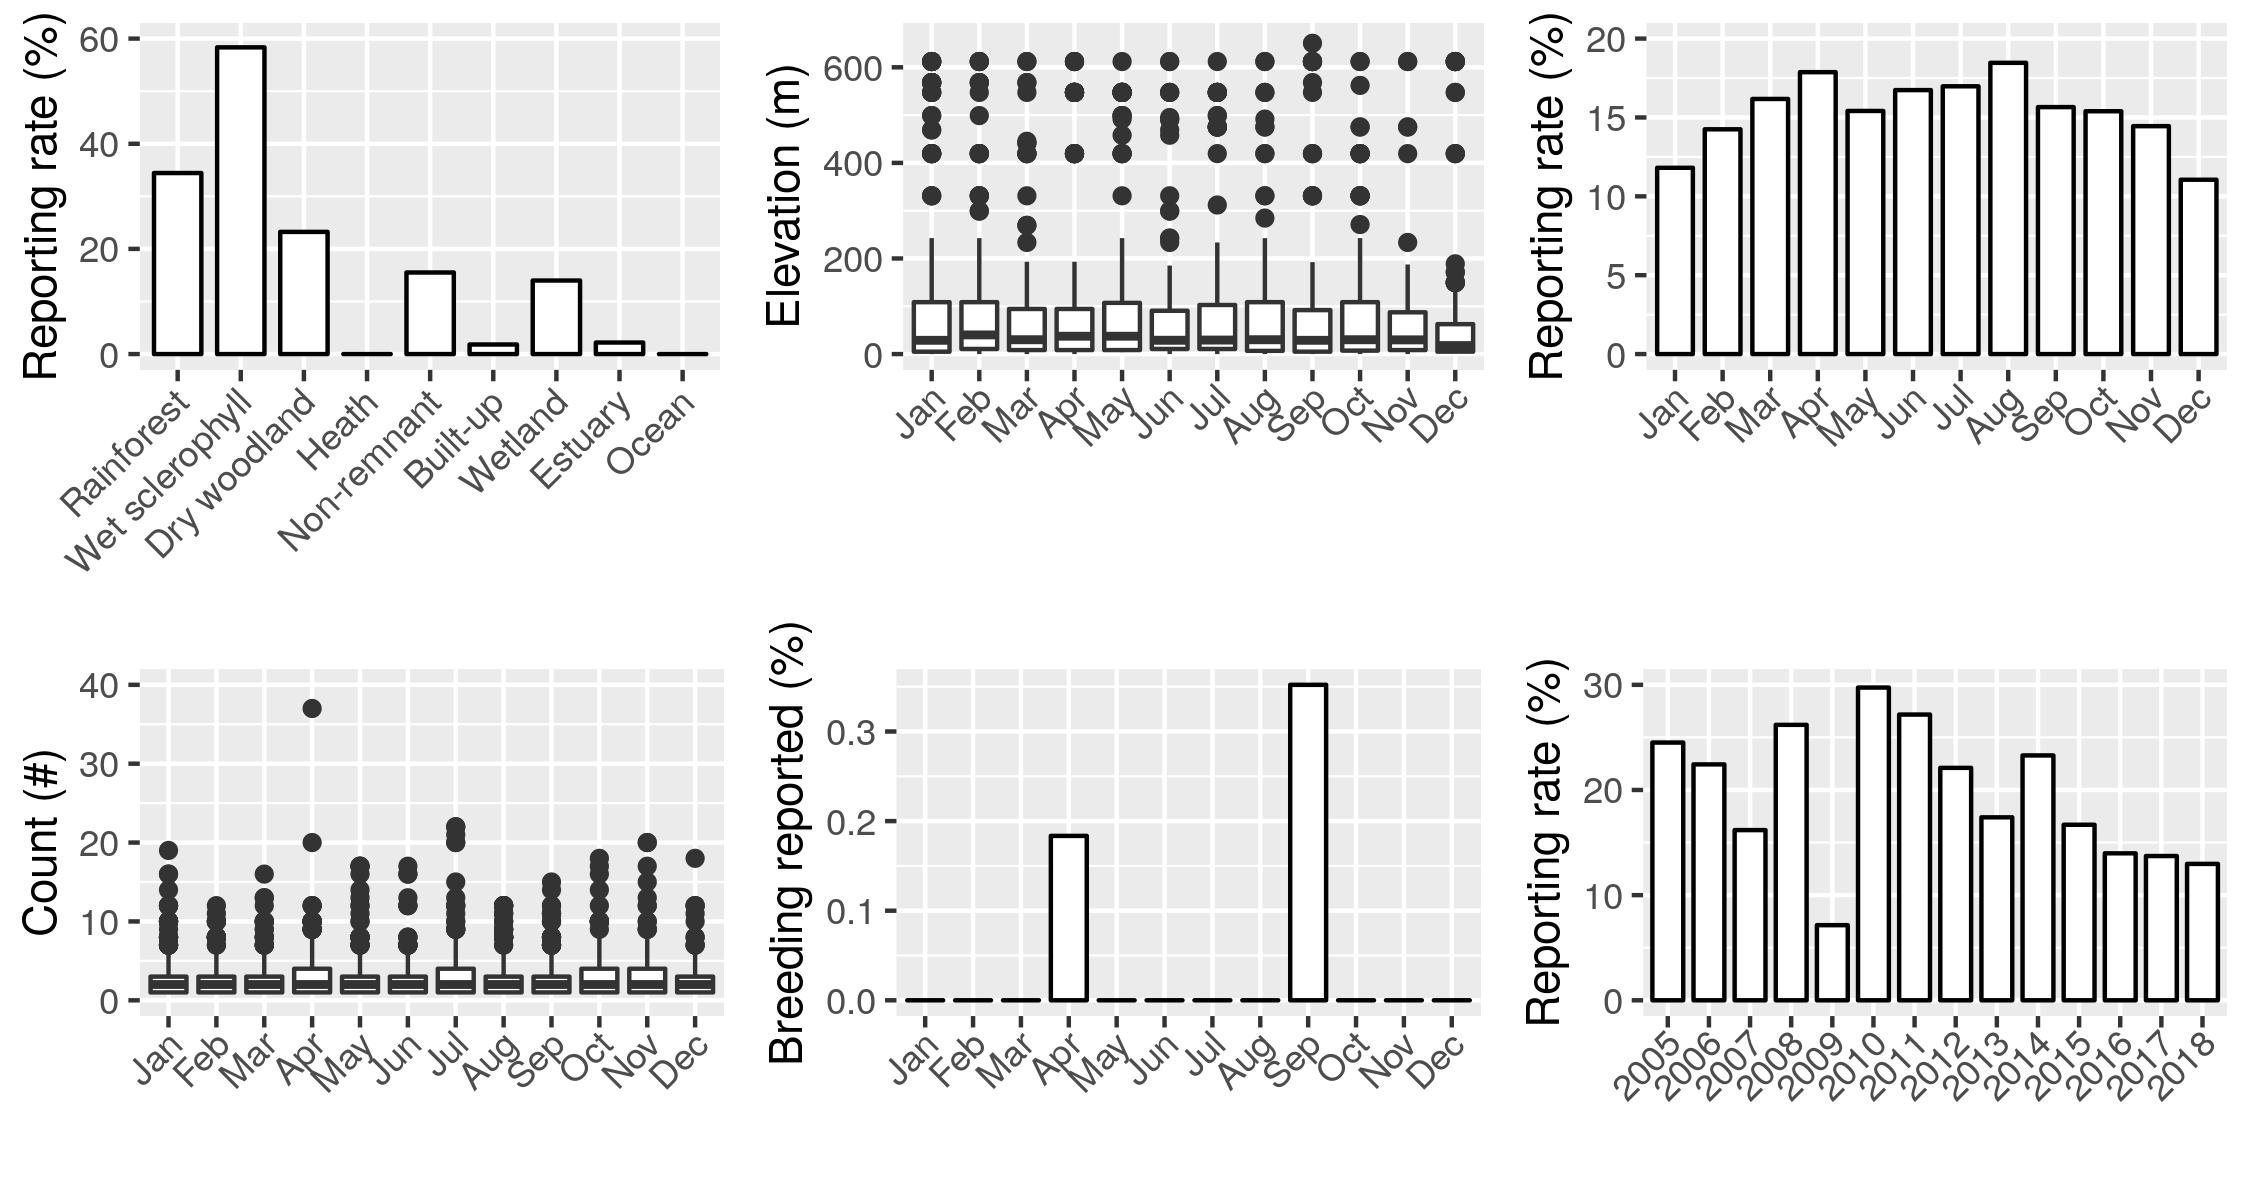 Reporting rate (%)
60
40
20
0
Rainforest
Wet sclerophyll
Dry woodland
Heath
Non-remnant
Built-up
Wetland
Estuary
Ocean
Elevation (m)
600
400
200
0
Jan
Feb
Mar
Apr
May
Jun
Jul
Aug
Sep
Oct
Nov
Dec
Reporting rate (%)
20
15
10
5
0
Jan
Feb
Mar
Apr
May
Jun
Jul
Aug
Sep
Oct
Nov
Dec
Count (#)
40
30
20
10
0
Jan
Feb
Mar
Apr
May
Jun
Jul
Aug
Sep
Oct
Nov
Dec
Breeding reported (%)
0.3
0.2
0.1
0.0
Jan
Feb
Mar
Apr
May
Jun
Jul
Aug
Sep
Oct
Nov
Dec
Reporting rate (%)
30
20
10
0
2005
2006
2007
2008
2009
2010
2011
2012
2013
2014
2015
2016
2017
2018